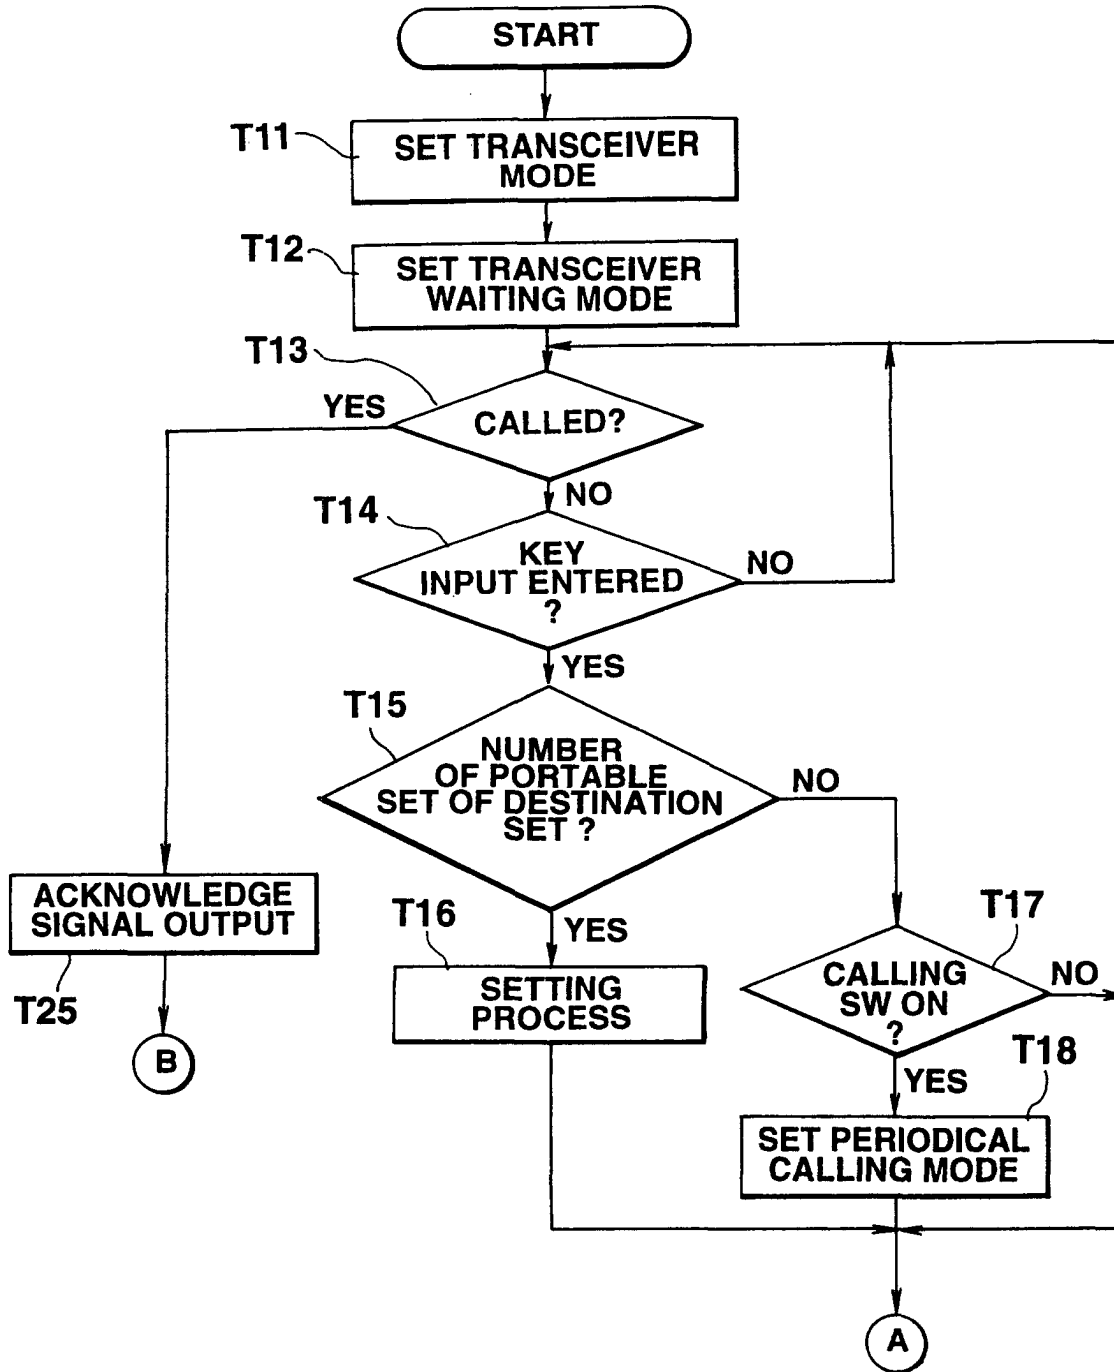 START
T11
SET TRANSCEIVER
MODE
T12
SET TRANSCEIVER
WAITING MODE
T13
YES
CALLED?
NO
T14
KEY
INPUT ENTERED
?
NO
YES
T15
NUMBER
OF PORTABLE
SET OF DESTINATION
SET ?
NO
ACKNOWLEDGE
SIGNAL OUTPUT
T25
B
T16
YES
SETTING
PROCESS
T17
CALLING
SW ON
?
NO
T18
YES
SET PERIODICAL
CALLING MODE
A